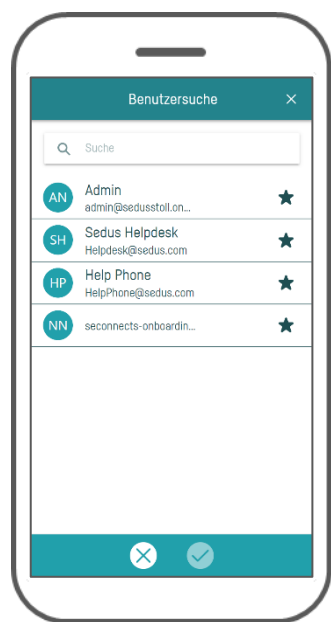 Benutzersuche
Suche
AN
Admin
admin@sedusstoll.on...
SH
Sedus Helpdesk
Helpdesk@sedus.com
HP
Help Phone
HelpPhone@sedus.com
NN
seconnects-onboardin...